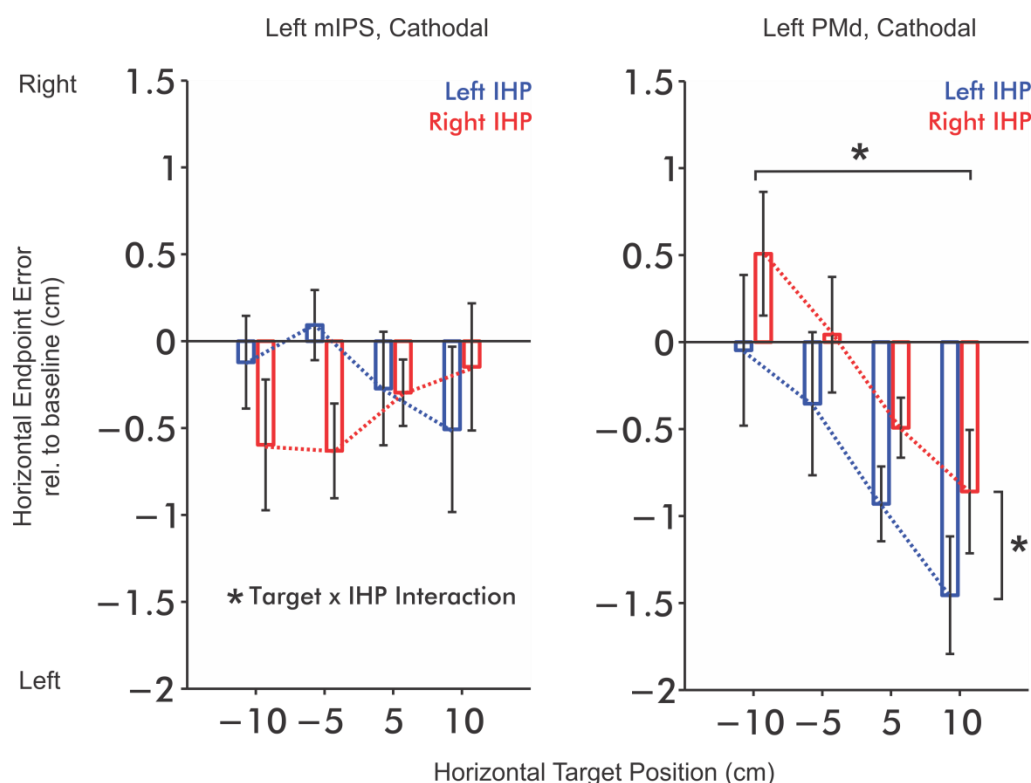 Left mIPS, Cathodal
Left PMd, Cathodal
Right
Left
Horizontal Endpoint Error
rel. to baseline (cm)
1.5
1
0.5
0
−0.5
−1
−1.5
−2
Left IHP
Right IHP
* Target x IHP Interaction
−10
−5
5
10
1.5
1
0.5
0
−0.5
−1
−1.5
−2
Left IHP
Right IHP
*
*
−10
−5
5
10
Horizontal Target Position (cm)